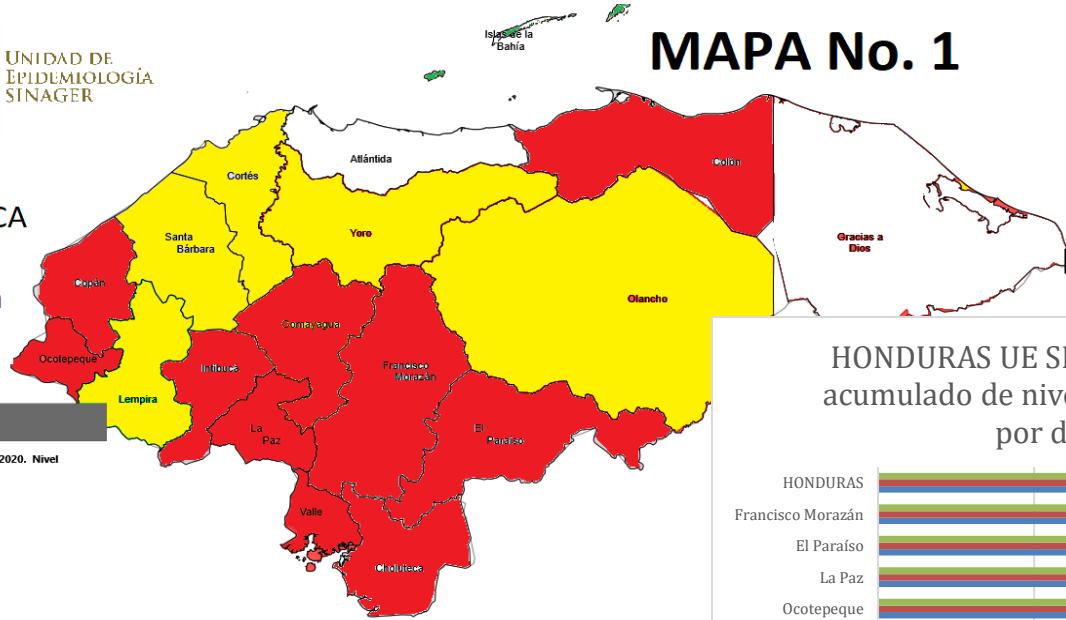 MAPA No. 1
UNIDAD DE
EPIDEMIOLOGÍA
SINAGER
Islas de la
Bahía
Atlántida
Colón
Cortés
CA
Santa
Bárbara
Yoro
Gracias a
Dios
Copán
Olancho
Comayagua
Ocotepeque
Intibucá
Francisco
Morazán
Lempira
La
Paz
El
Paraíso
2020. Nivel
Valle
Choluteca
HONDURAS UE SI
acumulado de nive
por d
HONDURAS
Francisco Morazán
El Paraíso
La Paz
Ocotepeque